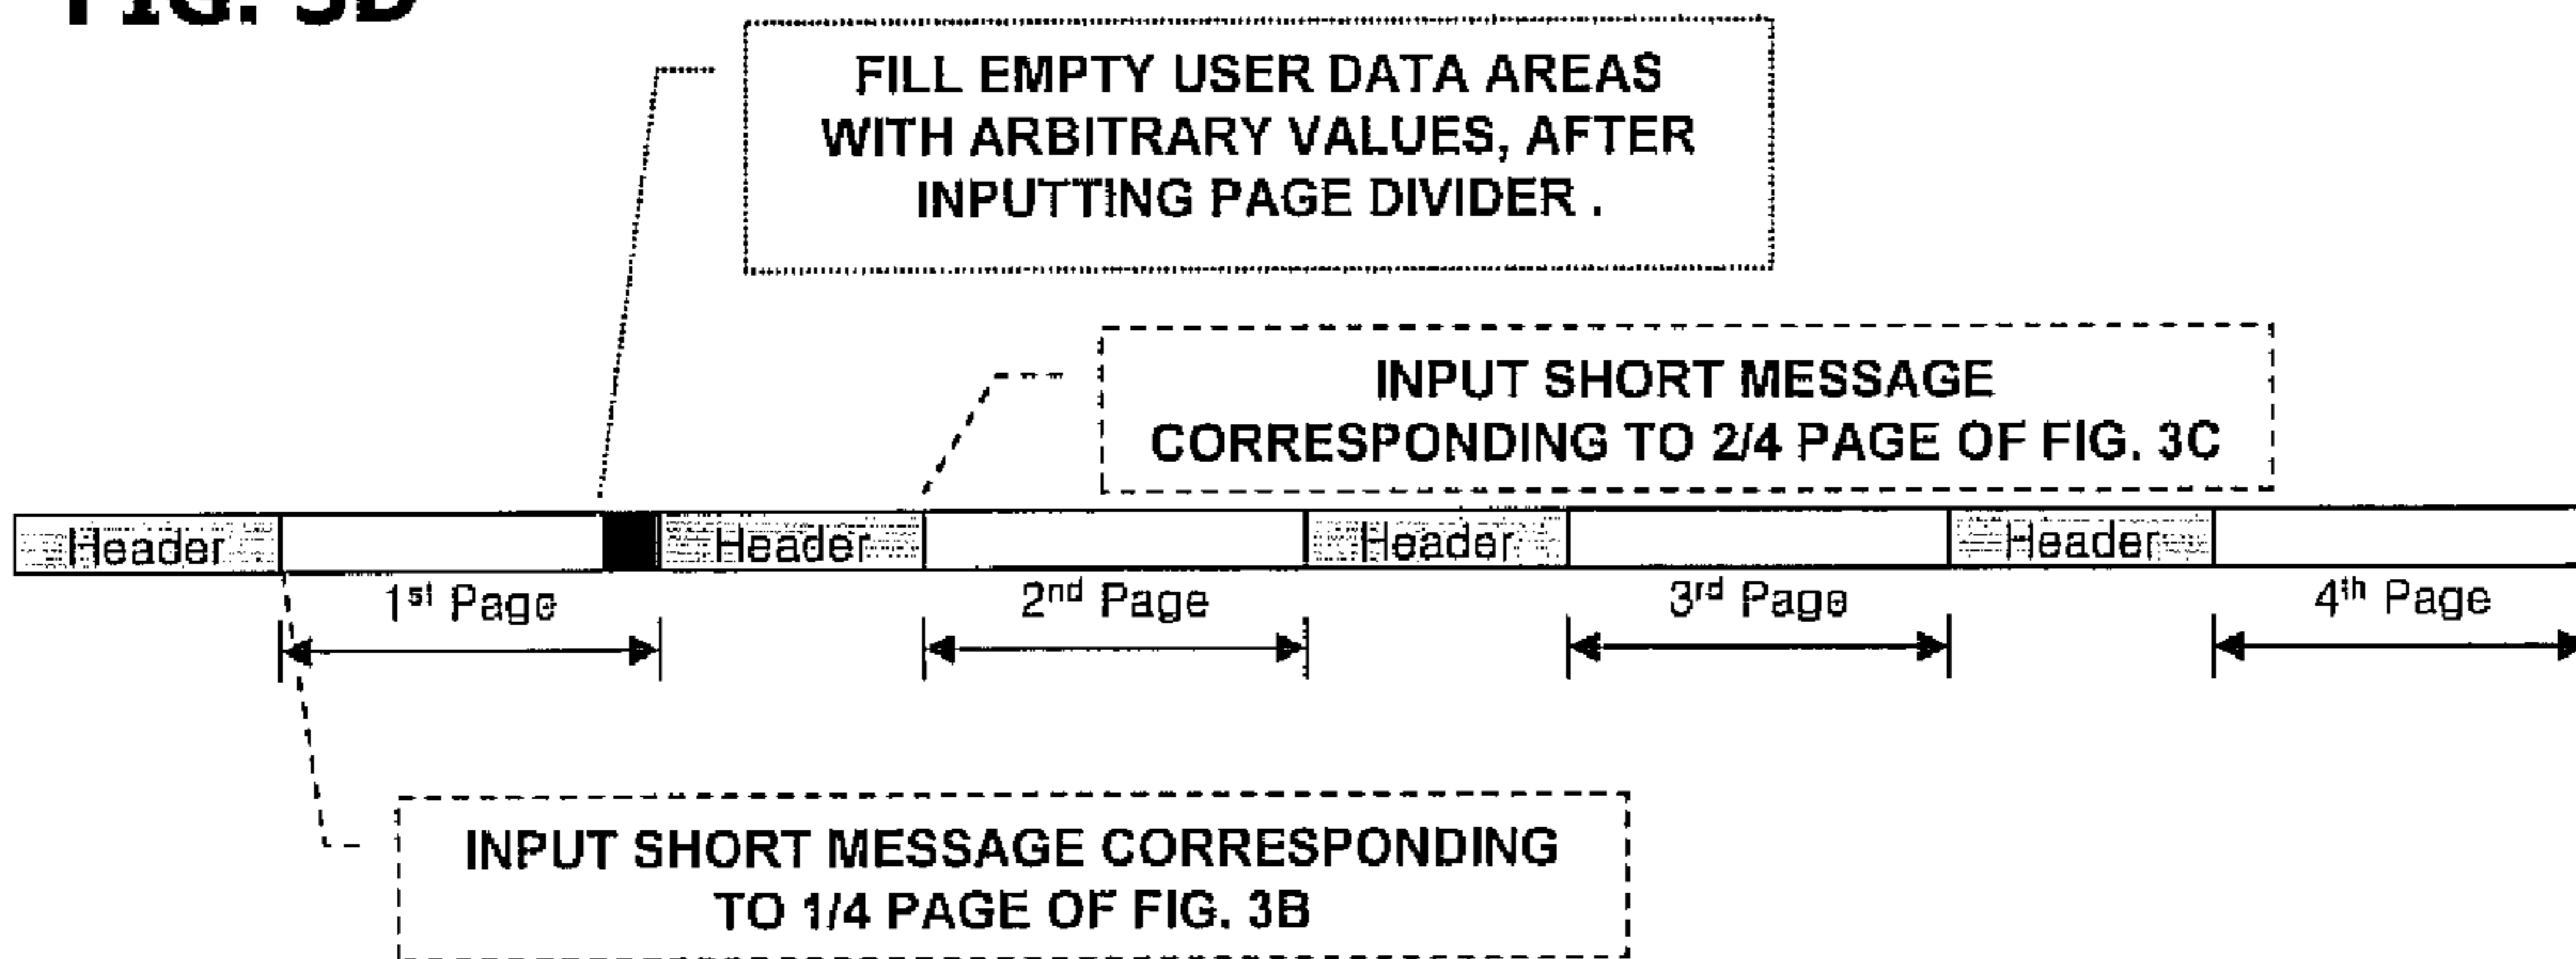 FIG. 3D
FILL EMPTY USER DATA AREAS
WITH ARBITRARY VALUES, AFTER
INPUTTING PAGE DIVIDER .
INPUT SHORT MESSAGE
CORRESPONDING TO 2/4 PAGE OF FIG. 3C
Header Header Header Header
1st Page 2nd Page 3rd Page 4th Page
INPUT SHORT MESSAGE CORRESPONDING
TO 1/4 PAGE OF FIG. 3B